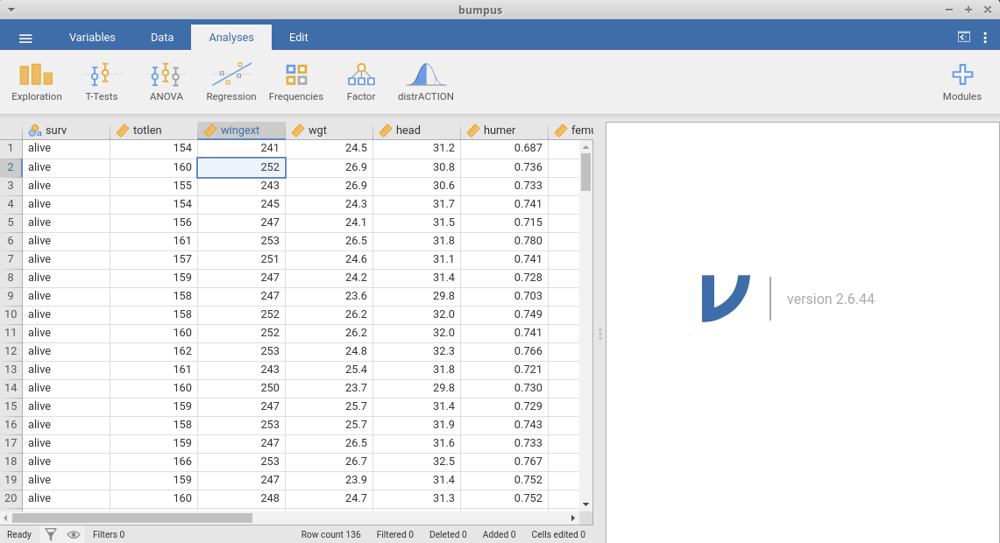 bumpus
Variables Data Analyses Edit
Exploration T-Tests ANOVA Regression Frequencies Factor distrACTION Modules
surv totlen wingext wgt head humer femu
1 alive 154 241 24.5 31.2 0.687
2 alive 160 252 26.9 30.8 0.736
3 alive 155 243 26.9 30.6 0.733
4 alive 154 245 24.3 31.7 0.741
5 alive 156 247 24.1 31.5 0.715
6 alive 161 253 26.5 31.8 0.780
7 alive 157 251 24.6 31.1 0.741
8 alive 159 247 24.2 31.4 0.728
9 alive 158 247 23.6 29.8 0.703
10 alive 158 252 26.2 32.0 0.749
11 alive 160 252 26.2 32.0 0.741
12 alive 162 253 24.8 32.3 0.766
13 alive 161 243 25.4 31.8 0.721
14 alive 160 250 23.7 29.8 0.730
15 alive 159 247 25.7 31.4 0.729
16 alive 158 253 25.7 31.9 0.743
17 alive 159 247 26.5 31.6 0.733
18 alive 166 253 26.7 32.5 0.767
19 alive 159 247 23.9 31.4 0.752
20 alive 160 248 24.7 31.3 0.752
version 2.6.44
Ready Filters 0 Row count 136 Filtered 0 Deleted 0 Added 0 Cells edited 0